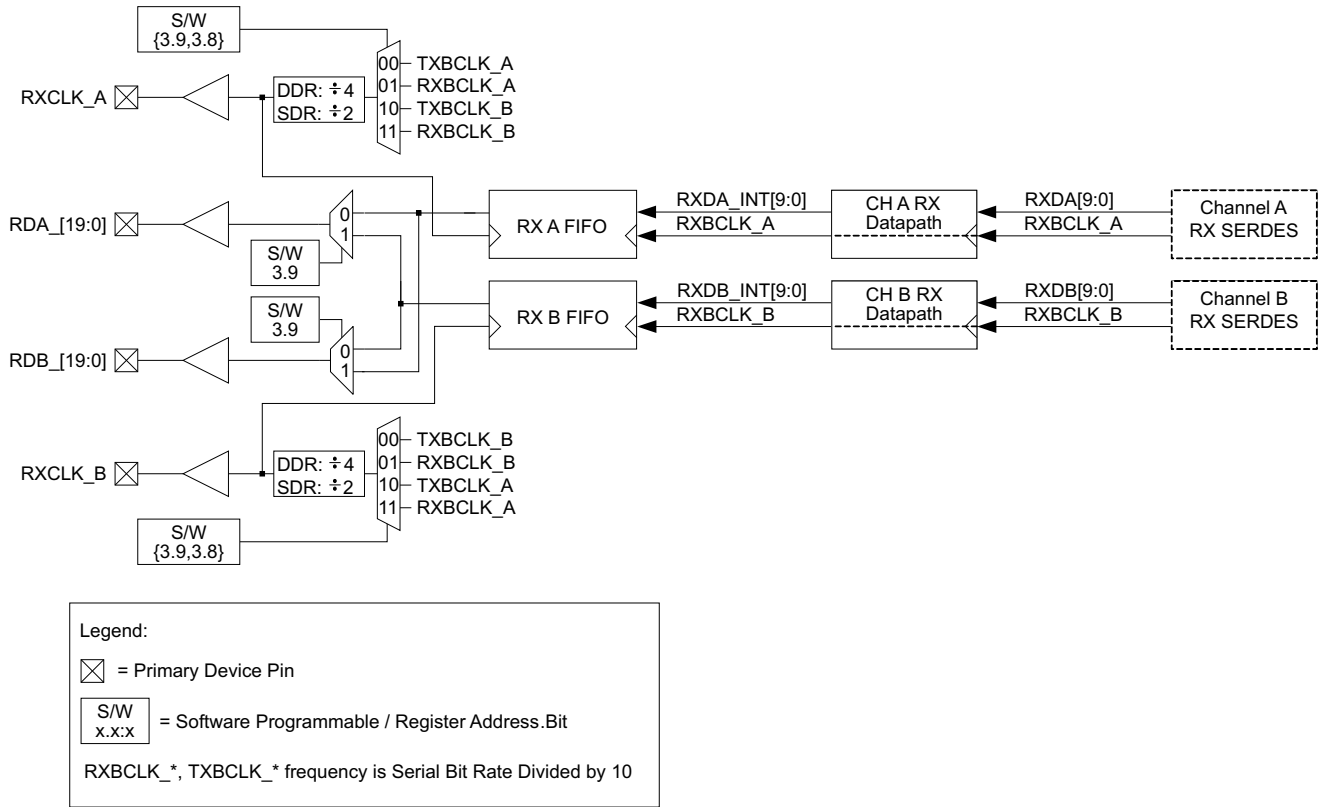 S/W
{3.9,3.8}
00 TXBCLK_A
RXCLK_A
DDR: ÷4
SDR: ÷2
01 RXBCLK_A
10 TXBCLK_B
11 RXBCLK_B
RDA_[19:0]
0
1
S/W
3.9
RX A FIFO
RXDA_INT[9:0]
RXBCLK_A
CH A RX
Datapath
RXDA[9:0]
RXBCLK_A
Channel A
RX SERDES
S/W
3.9
RDB_[19:0]
0
1
RX B FIFO
RXDB_INT[9:0]
RXBCLK_B
CH B RX
Datapath
RXDB[9:0]
RXBCLK_B
Channel B
RX SERDES
00 TXBCLK_B
RXCLK_B
DDR: ÷4
SDR: ÷2
01 RXBCLK_B
10 TXBCLK_A
11 RXBCLK_A
S/W
{3.9,3.8}
Legend:
= Primary Device Pin
S/W
x.x:x
= Software Programmable / Register Address.Bit
RXBCLK_*, TXBCLK_* frequency is Serial Bit Rate Divided by 10